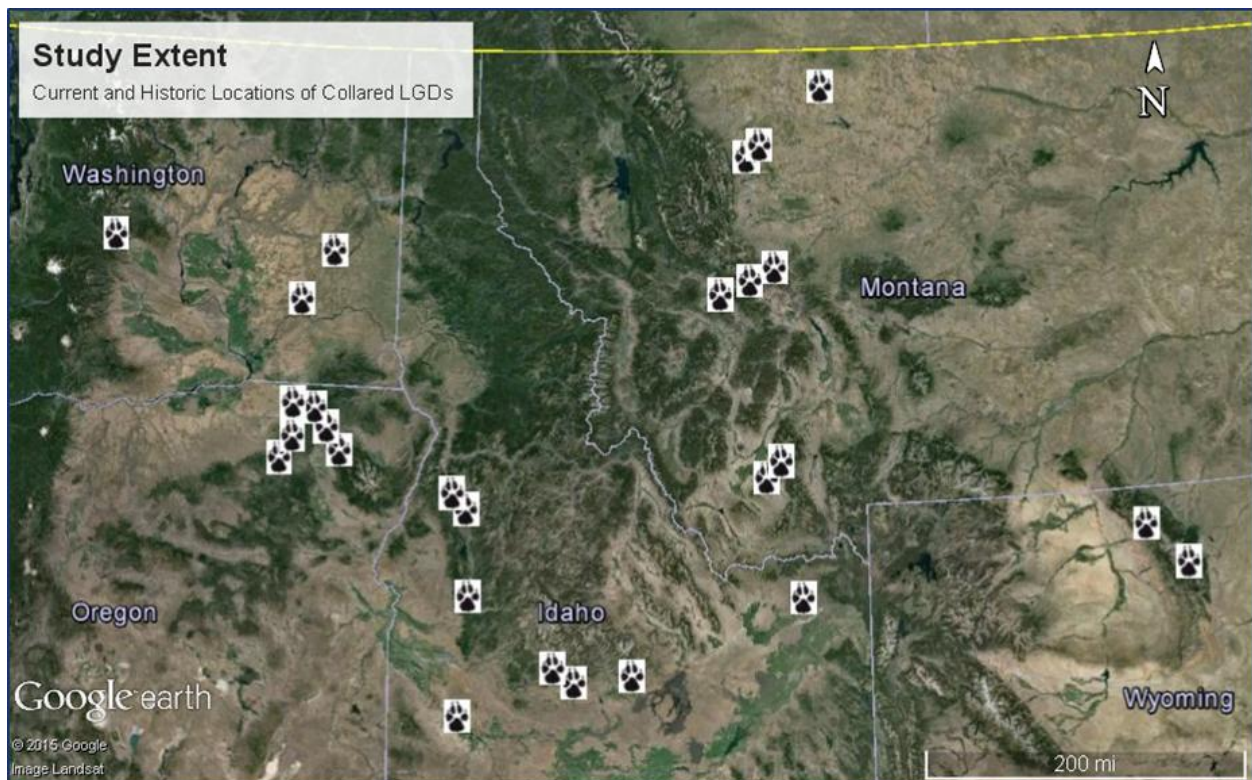 Study Extent
Current and Historic Locations of Collared LGDs
N
Washington
Montana
Oregon
Idaho
Wyoming
Google earth
© 2015 Google
Image Landsat
200 mi